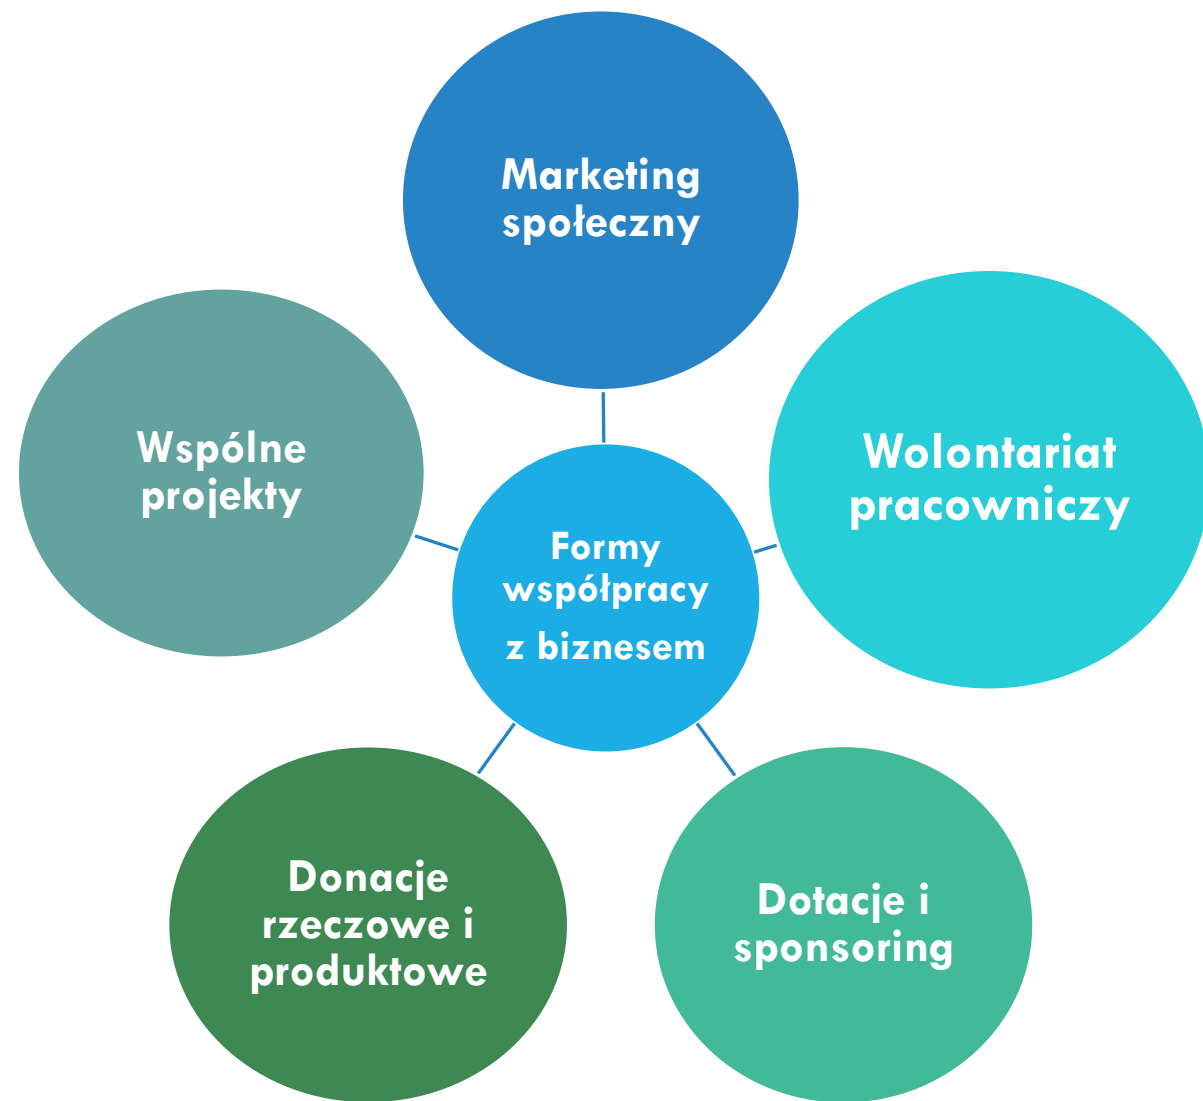 Marketing
społeczny
Wolontariat
pracowniczy
Wspólne
projekty
Formy
współpracy
z biznesem
Donacje
rzeczowe i
produktowe
Dotacje i
sponsoring